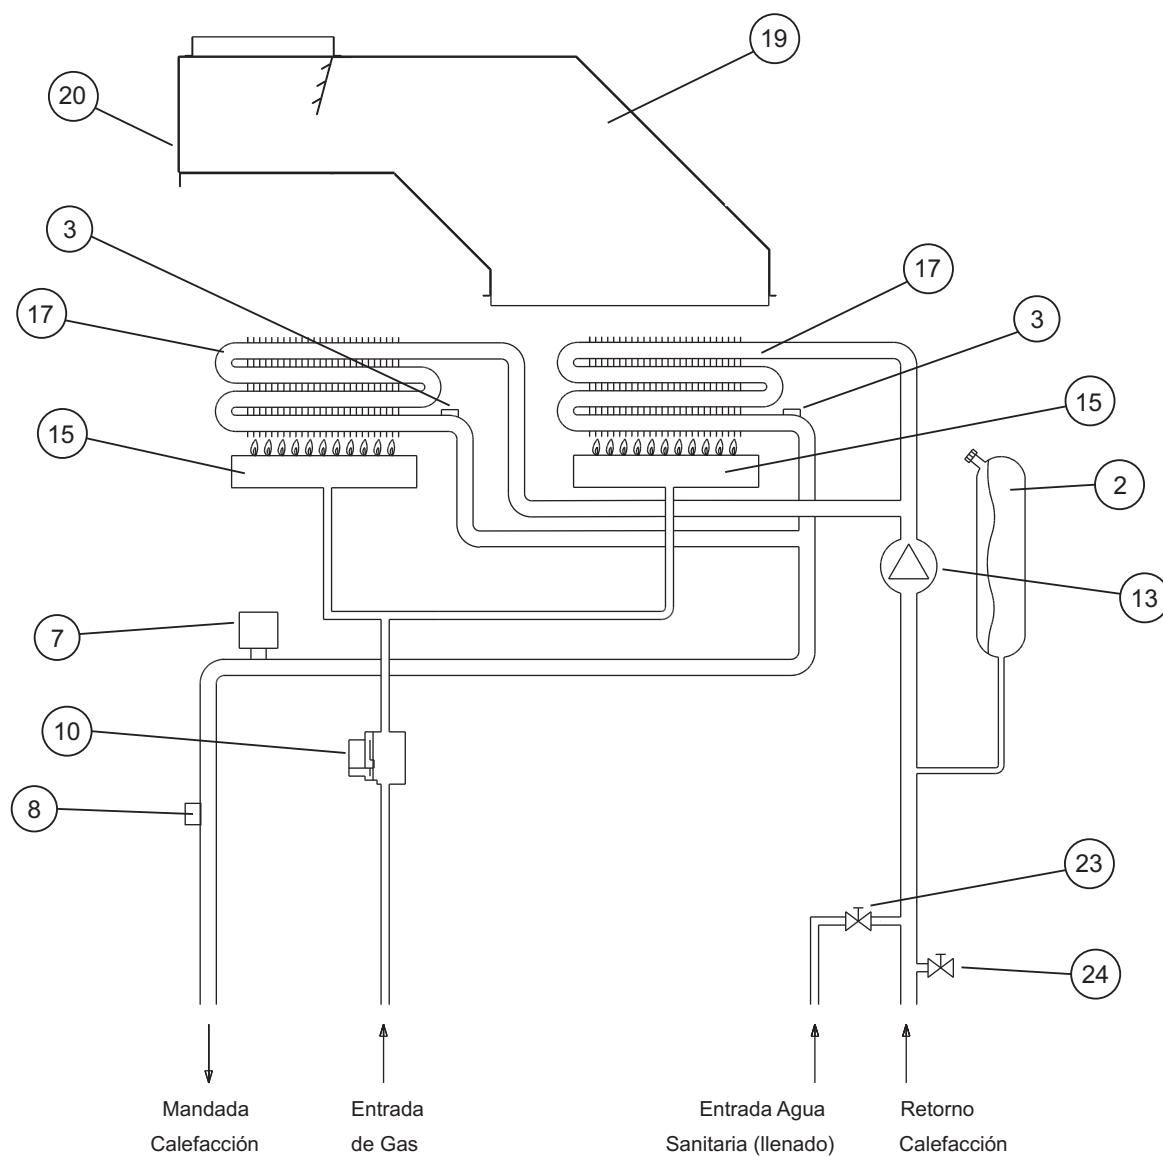 19
20
3
17
17
3
15
15
2
13
7
10
8
23
24
Mandada
Calefacción
Entrada
de Gas
Entrada Agua
Sanitaria (llenado)
Retorno
Calefacción